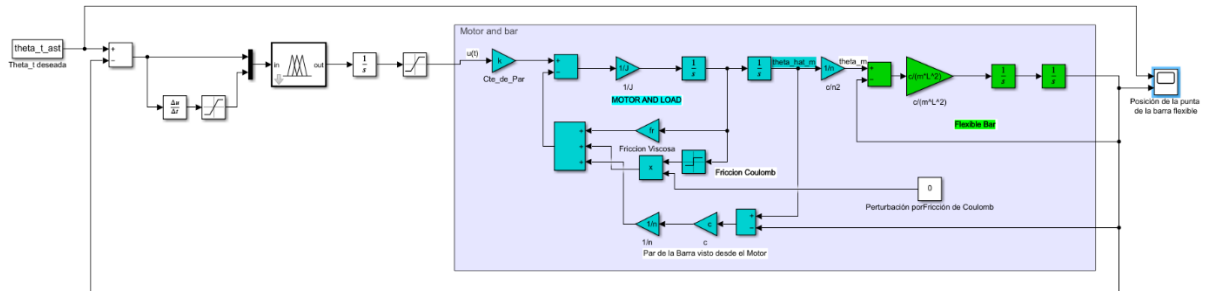 Motor and bar
theta_t_ast
Theta_t deseada
+
−
Δu
Δt
in
out
1
s
u(t)
k
Cte_de_Par
+
−
1/J
1/J
1
s
1
s
theta_hat_m
1/n
c/n2
theta_m
+
−
c/(m*L^2)
c/(m*L^2)
1
s
1
s
Posición de la punta
de la barra flexible
MOTOR AND LOAD
Flexible Bar
+
+
+
fr
Friccion Viscosa
x
Friccion Coulomb
0
Perturbación porFricción de Coulomb
1/n
1/n
c
c
+
−
Par de la Barra visto desde el Motor